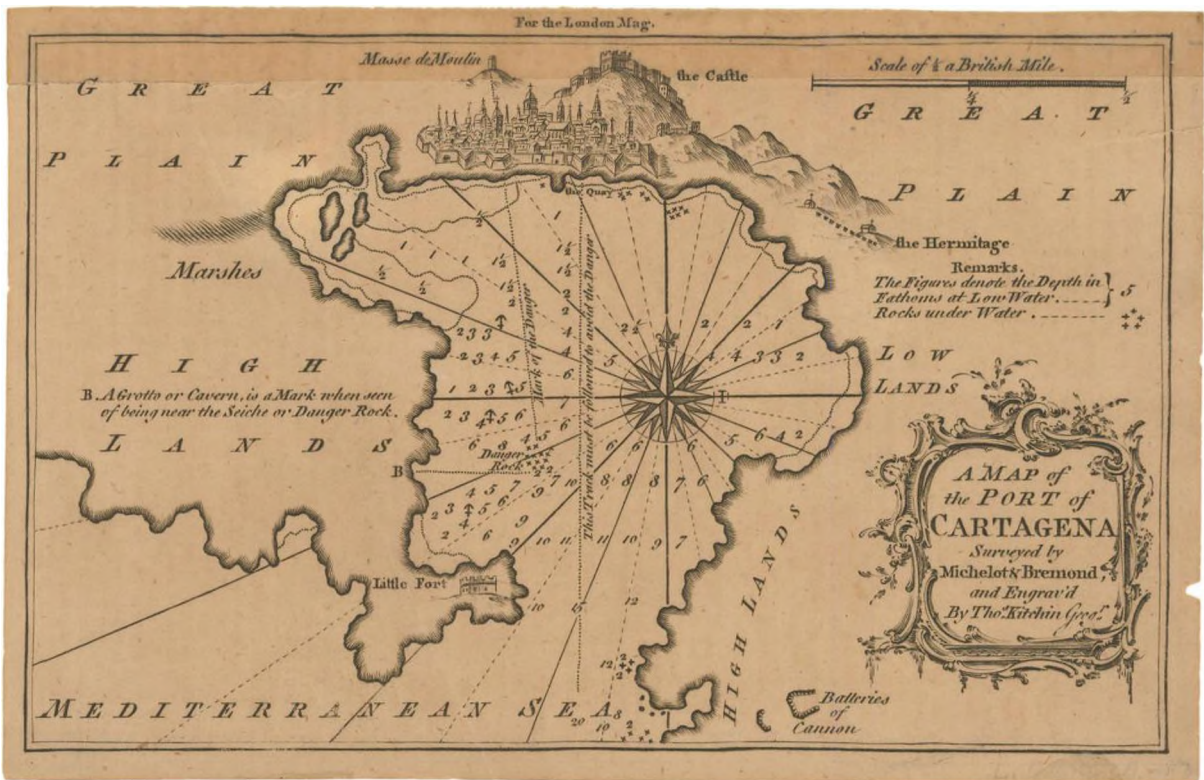 For the London Mag.
Masse de Moulin
the Castle
Scale of ½ a British Mile.
¼
½
GREAT
PLAIN
GREAT
PLAIN
the Quay
Marshes
the Hermitage
Remarks.
The Figures denote the Depth in
Fathoms at Low Water. 5
Rocks under Water.
Mark of the Danger
This Track must be followed to avoid the Danger
HIGH
B. A Grotto or Cavern, is a Mark when seen
of being near the Seiche or Danger Rock.
LANDS
LOW
LANDS
Danger
Rock
B
Little Fort
HIGH LANDS
A MAP of
the PORT of
CARTAGENA
Surveyed by
Michelot & Bremond,
and Engrav'd
By Thos. Kitchin Geogr.
MEDITERRANEAN SEA
Batteries
of
Cannon